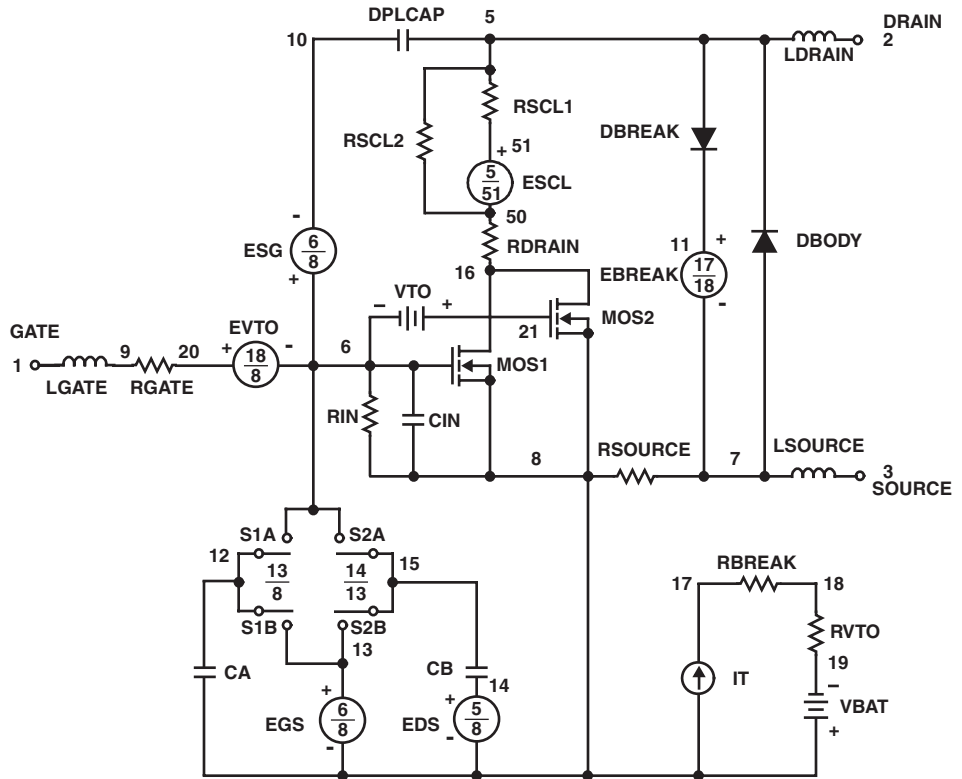 DPLCAP 5 DRAIN
10 2
LDRAIN
RSCL1
RSCL2 DBREAK
+ 51
5
51 ESCL
50
- RDRAIN 11 + DBODY
ESG 6
8 EBREAK 17
18
+ 16 -
VTO
- +
MOS2
21
GATE EVTO 6
1 9 20 + 18
8 - MOS1
LGATE RGATE
RIN CIN
8 RSOURCE 7 LSOURCE
3
SOURCE
S1A S2A
12 13
8 14
13 15
S1B S2B
13
RBREAK
17 18
RVTO
19
CA CB
14
IT
- VBAT
+
+ EGS 6
8 -
+ EDS 5
8 -